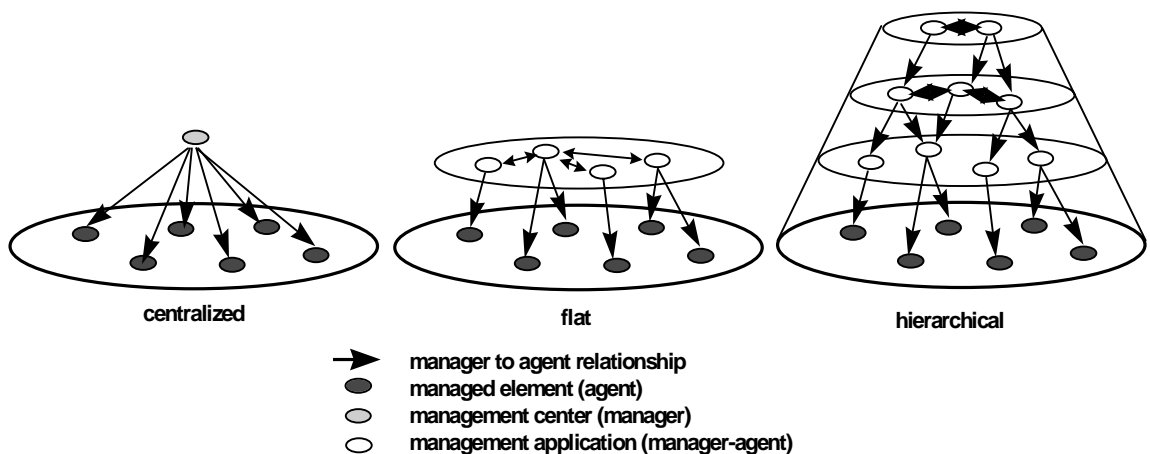 centralized
flat
hierarchical
manager to agent relationship
managed element (agent)
management center (manager)
management application (manager-agent)